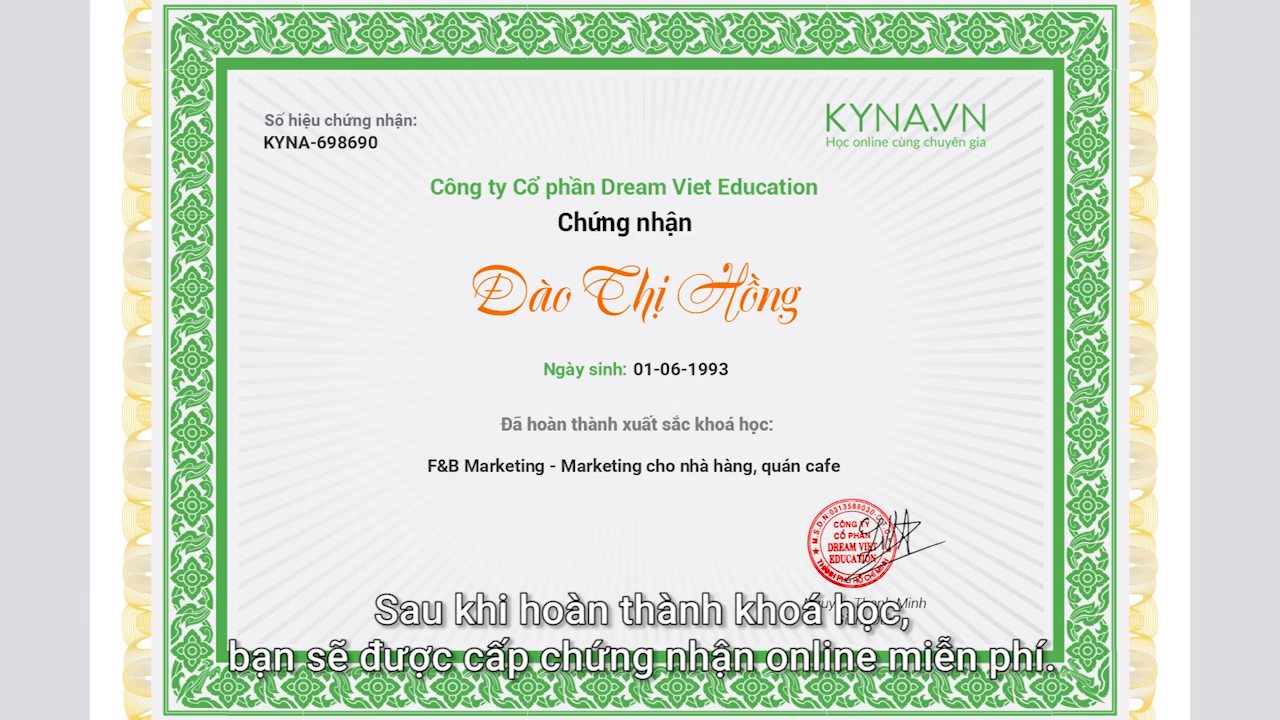 Số hiệu chứng nhận:
KYNA-698690
KYNA.VN
Học online cùng chuyên gia
Công ty Cổ phần Dream Viet Education
Chứng nhận
Đào Thị Hồng
Ngày sinh: 01-06-1993
Đã hoàn thành xuất sắc khoá học:
F&B Marketing - Marketing cho nhà hàng, quán cafe
CÔNG TY
CỔ PHẦN
DREAM VIET
EDUCATION
Minh
Sau khi hoàn thành khoá học,
bạn sẽ được cấp chứng nhận online miễn phí.